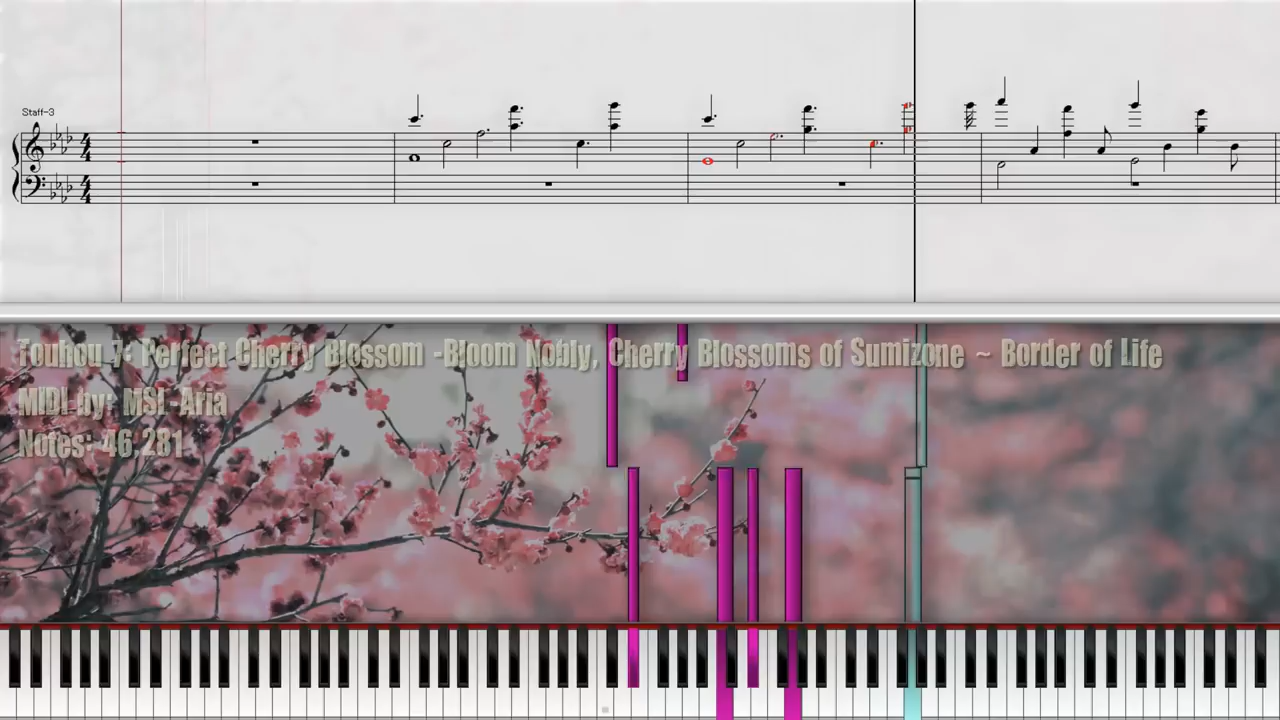 Staff-3
Touhou 7: Perfect Cherry Blossom -Bloom Nobly, Cherry Blossoms of Sumizone ~ Border of Life
MIDI by: MSL-Aria
Notes: 46,281